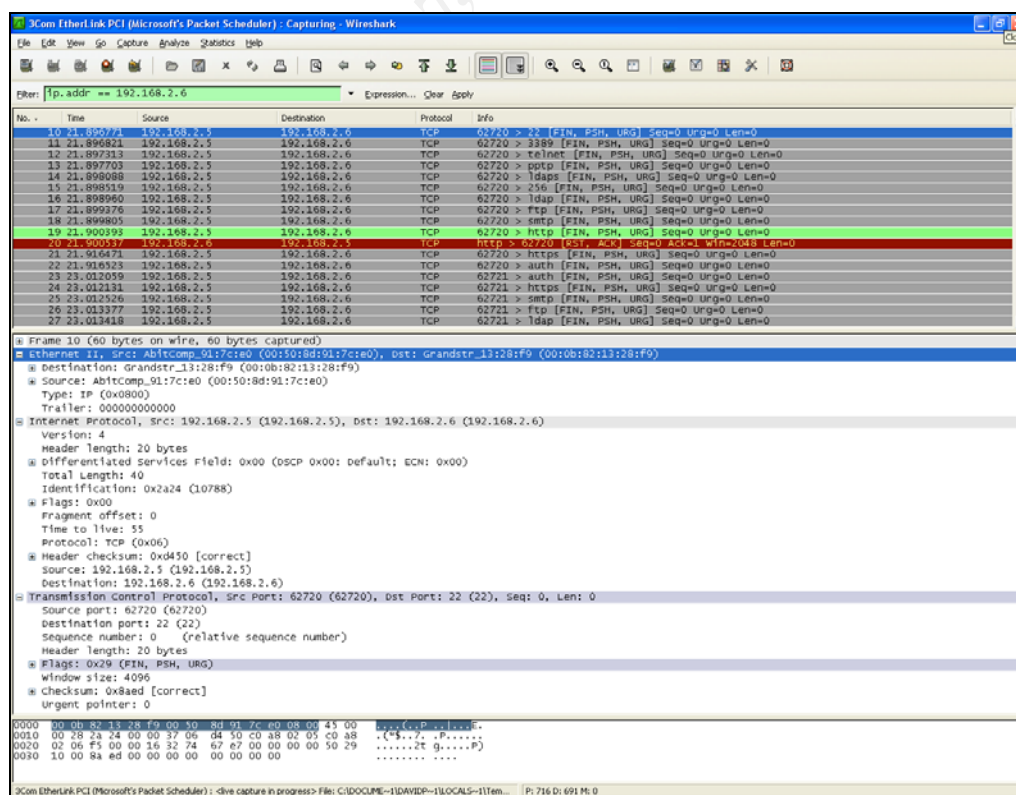 3Com EtherLink PCI (Microsoft's Packet Scheduler) : Capturing - Wireshark
File Edit View Go Capture Analyze Statistics Help
Clo
Filter: ip.addr == 192.168.2.6 Expression... Clear Apply
No. - Time Source Destination Protocol Info
10 21.896771 192.168.2.5 192.168.2.6 TCP 62720 > 22 [FIN, PSH, URG] Seq=0 Urg=0 Len=0
11 21.896821 192.168.2.5 192.168.2.6 TCP 62720 > 3389 [FIN, PSH, URG] Seq=0 Urg=0 Len=0
12 21.897313 192.168.2.5 192.168.2.6 TCP 62720 > telnet [FIN, PSH, URG] Seq=0 Urg=0 Len=0
13 21.897703 192.168.2.5 192.168.2.6 TCP 62720 > pptp [FIN, PSH, URG] Seq=0 Urg=0 Len=0
14 21.898088 192.168.2.5 192.168.2.6 TCP 62720 > ldaps [FIN, PSH, URG] Seq=0 Urg=0 Len=0
15 21.898519 192.168.2.5 192.168.2.6 TCP 62720 > 256 [FIN, PSH, URG] Seq=0 Urg=0 Len=0
16 21.898960 192.168.2.5 192.168.2.6 TCP 62720 > ldap [FIN, PSH, URG] Seq=0 Urg=0 Len=0
17 21.899376 192.168.2.5 192.168.2.6 TCP 62720 > ftp [FIN, PSH, URG] Seq=0 Urg=0 Len=0
18 21.899805 192.168.2.5 192.168.2.6 TCP 62720 > smtp [FIN, PSH, URG] Seq=0 Urg=0 Len=0
19 21.900393 192.168.2.5 192.168.2.6 TCP 62720 > http [FIN, PSH, URG] Seq=0 Urg=0 Len=0
20 21.900537 192.168.2.6 192.168.2.5 TCP http > 62720 [RST, ACK] Seq=0 Ack=1 Win=2048 Len=0
21 21.916471 192.168.2.5 192.168.2.6 TCP 62720 > https [FIN, PSH, URG] Seq=0 Urg=0 Len=0
22 21.916523 192.168.2.5 192.168.2.6 TCP 62720 > auth [FIN, PSH, URG] Seq=0 Urg=0 Len=0
23 23.012059 192.168.2.5 192.168.2.6 TCP 62721 > auth [FIN, PSH, URG] Seq=0 Urg=0 Len=0
24 23.012131 192.168.2.5 192.168.2.6 TCP 62721 > https [FIN, PSH, URG] Seq=0 Urg=0 Len=0
25 23.012526 192.168.2.5 192.168.2.6 TCP 62721 > smtp [FIN, PSH, URG] Seq=0 Urg=0 Len=0
26 23.013377 192.168.2.5 192.168.2.6 TCP 62721 > ftp [FIN, PSH, URG] Seq=0 Urg=0 Len=0
27 23.013418 192.168.2.5 192.168.2.6 TCP 62721 > ldap [FIN, PSH, URG] Seq=0 Urg=0 Len=0
Frame 10 (60 bytes on wire, 60 bytes captured)
Ethernet II, Src: AbitComp_91:7c:e0 (00:50:8d:91:7c:e0), Dst: Grandstr_13:28:f9 (00:0b:82:13:28:f9)
Destination: Grandstr_13:28:f9 (00:0b:82:13:28:f9)
Source: AbitComp_91:7c:e0 (00:50:8d:91:7c:e0)
Type: IP (0x0800)
Trailer: 000000000000
Internet Protocol, Src: 192.168.2.5 (192.168.2.5), Dst: 192.168.2.6 (192.168.2.6)
Version: 4
Header length: 20 bytes
Differentiated Services Field: 0x00 (DSCP 0x00: Default; ECN: 0x00)
Total Length: 40
Identification: 0x2a24 (10788)
Flags: 0x00
Fragment offset: 0
Time to live: 55
Protocol: TCP (0x06)
Header checksum: 0xd450 [correct]
Source: 192.168.2.5 (192.168.2.5)
Destination: 192.168.2.6 (192.168.2.6)
Transmission Control Protocol, Src Port: 62720 (62720), Dst Port: 22 (22), Seq: 0, Len: 0
Source port: 62720 (62720)
Destination port: 22 (22)
Sequence number: 0 (relative sequence number)
Header length: 20 bytes
Flags: 0x29 (FIN, PSH, URG)
Window size: 4096
Checksum: 0x8aed [correct]
Urgent pointer: 0
0000 00 0b 82 13 28 f9 00 50 8d 91 7c e0 08 00 45 00 ....(..P ..|...E.
0010 00 28 2a 24 00 00 37 06 d4 50 c0 a8 02 05 c0 a8 .(*$..7. .P......
0020 02 06 f5 00 00 16 32 74 67 e7 00 00 00 00 50 29 ......2t g.....P)
0030 10 00 8a ed 00 00 00 00 00 00 00 00 ........ ....
3Com EtherLink PCI (Microsoft's Packet Scheduler) : <live capture in progress> File: C:\DOCUME~1\DAVIDP~1\LOCALS~1\Tem... P: 716 D: 691 M: 0